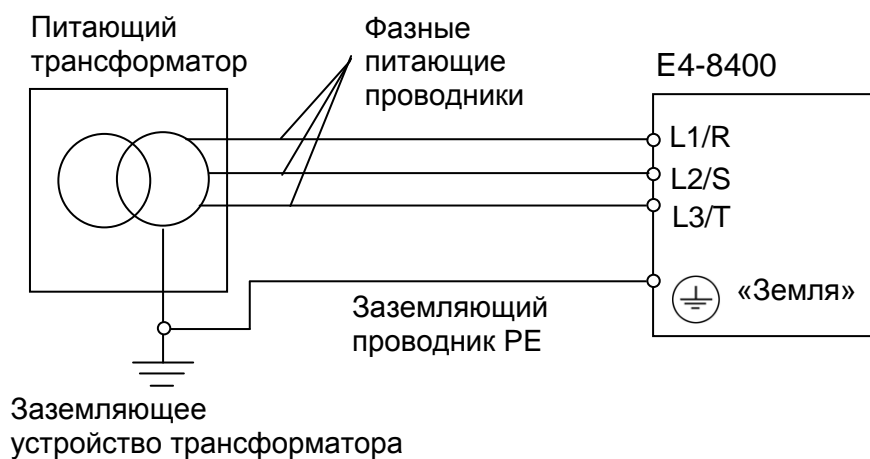 Питающий
трансформатор
Фазные
питающие
проводники
E4-8400
L1/R
L2/S
L3/T
«Земля»
Заземляющий
проводник PE
Заземляющее
устройство трансформатора